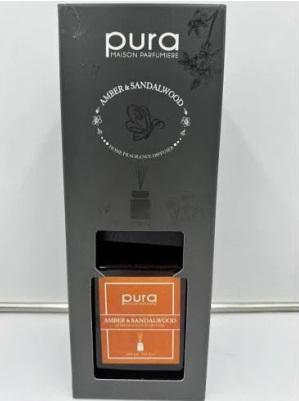 pura
MAISON PARFUMIERE
AMBER & SANDALWOOD
HOME FRAGRANCE DIFFUSER
pura
AMBER & SANDALWOOD